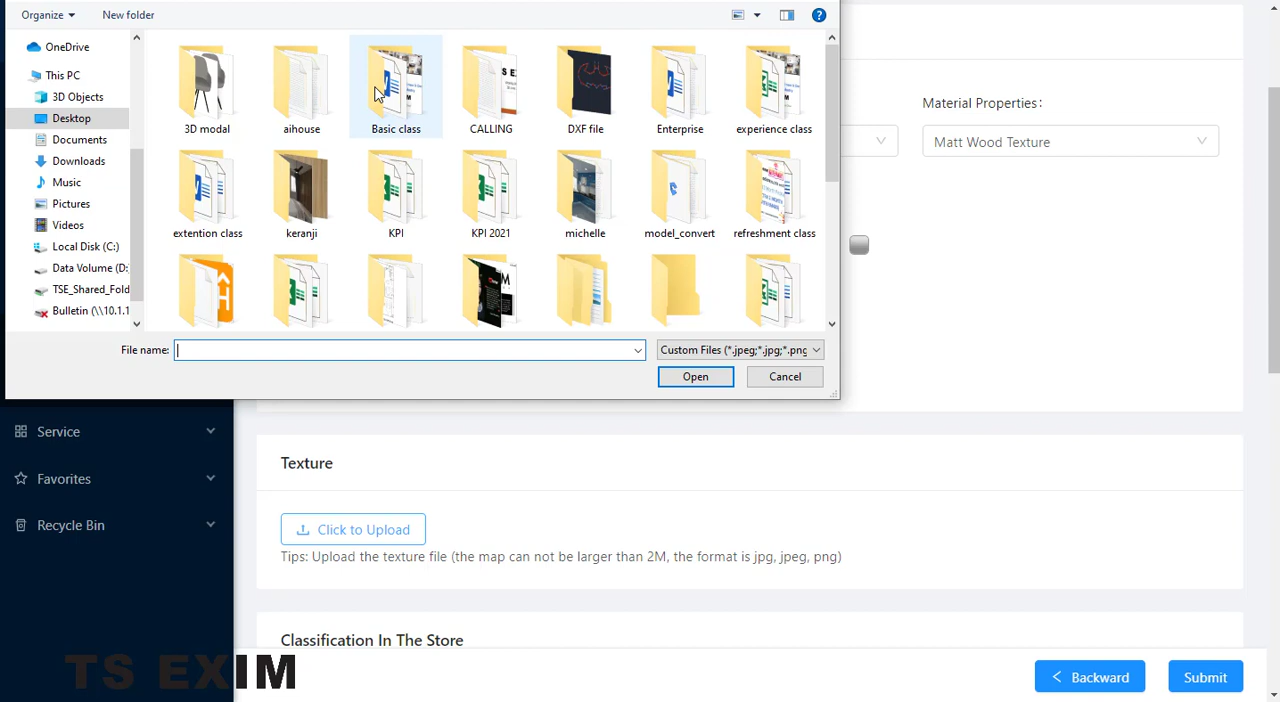 Organize
New folder
OneDrive
This PC
3D Objects
Desktop
Documents
Downloads
Music
Pictures
Videos
Local Disk (C:)
Data Volume (D:
TSE_Shared_Fold
Bulletin (\\10.1.1
3D modal
aihouse
Basic class
CALLING
DXF file
Enterprise
experience class
extention class
keranji
KPI
KPI 2021
michelle
model_convert
refreshment class
File name:
Custom Files (*.jpeg;*.jpg;*.png
Open
Cancel
Material Properties:
Matt Wood Texture
Service
Favorites
Recycle Bin
Texture
Click to Upload
Tips: Upload the texture file (the map can not be larger than 2M, the format is jpg, jpeg, png)
Classification In The Store
TS EXIM
Backward
Submit